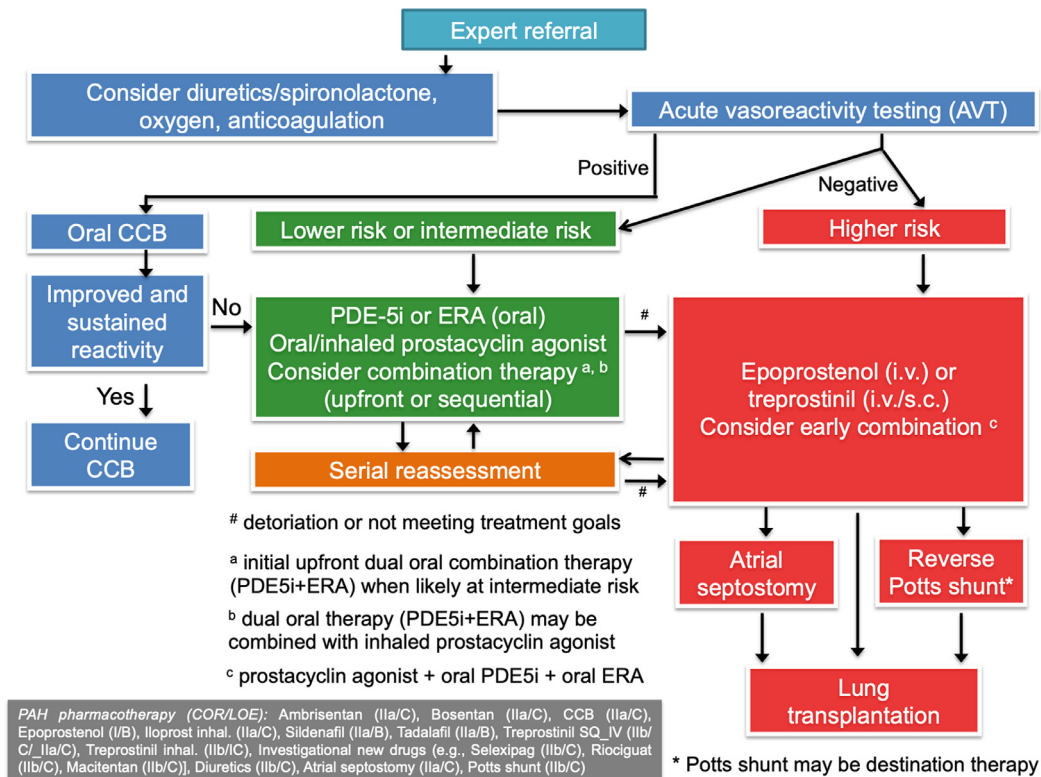 Expert referral
Consider diuretics/spironolactone,
oxygen, anticoagulation
Acute vasoreactivity testing (AVT)
Positive
Negative
Oral CCB
Lower risk or intermediate risk
Higher risk
Improved and
sustained
reactivity
No
PDE-5i or ERA (oral)
Oral/inhaled prostacyclin agonist
Consider combination therapy a, b
(upfront or sequential)
#
Epoprostenol (i.v.) or
treprostinil (i.v./s.c.)
Consider early combination c
Yes
Continue
CCB
Serial reassessment
#
# detoriation or not meeting treatment goals
a initial upfront dual oral combination therapy
(PDE5i+ERA) when likely at intermediate risk
b dual oral therapy (PDE5i+ERA) may be
combined with inhaled prostacyclin agonist
c prostacyclin agonist + oral PDE5i + oral ERA
Atrial
septostomy
Reverse
Potts shunt*
Lung
transplantation
PAH pharmacotherapy (COR/LOE): Ambrisentan (IIa/C), Bosentan (IIa/C), CCB (IIa/C),
Epoprostenol (I/B), Iloprost inhal. (IIa/C), Sildenafil (IIa/B), Tadalafil (IIa/B), Treprostinil SQ_IV (IIb/
C/_IIa/C), Treprostinil inhal. (IIb/IC), Investigational new drugs (e.g., Selexipag (IIb/C), Riociguat
(IIb/C), Macitentan (IIb/C)], Diuretics (IIb/C), Atrial septostomy (IIa/C), Potts shunt (IIb/C)
* Potts shunt may be destination therapy